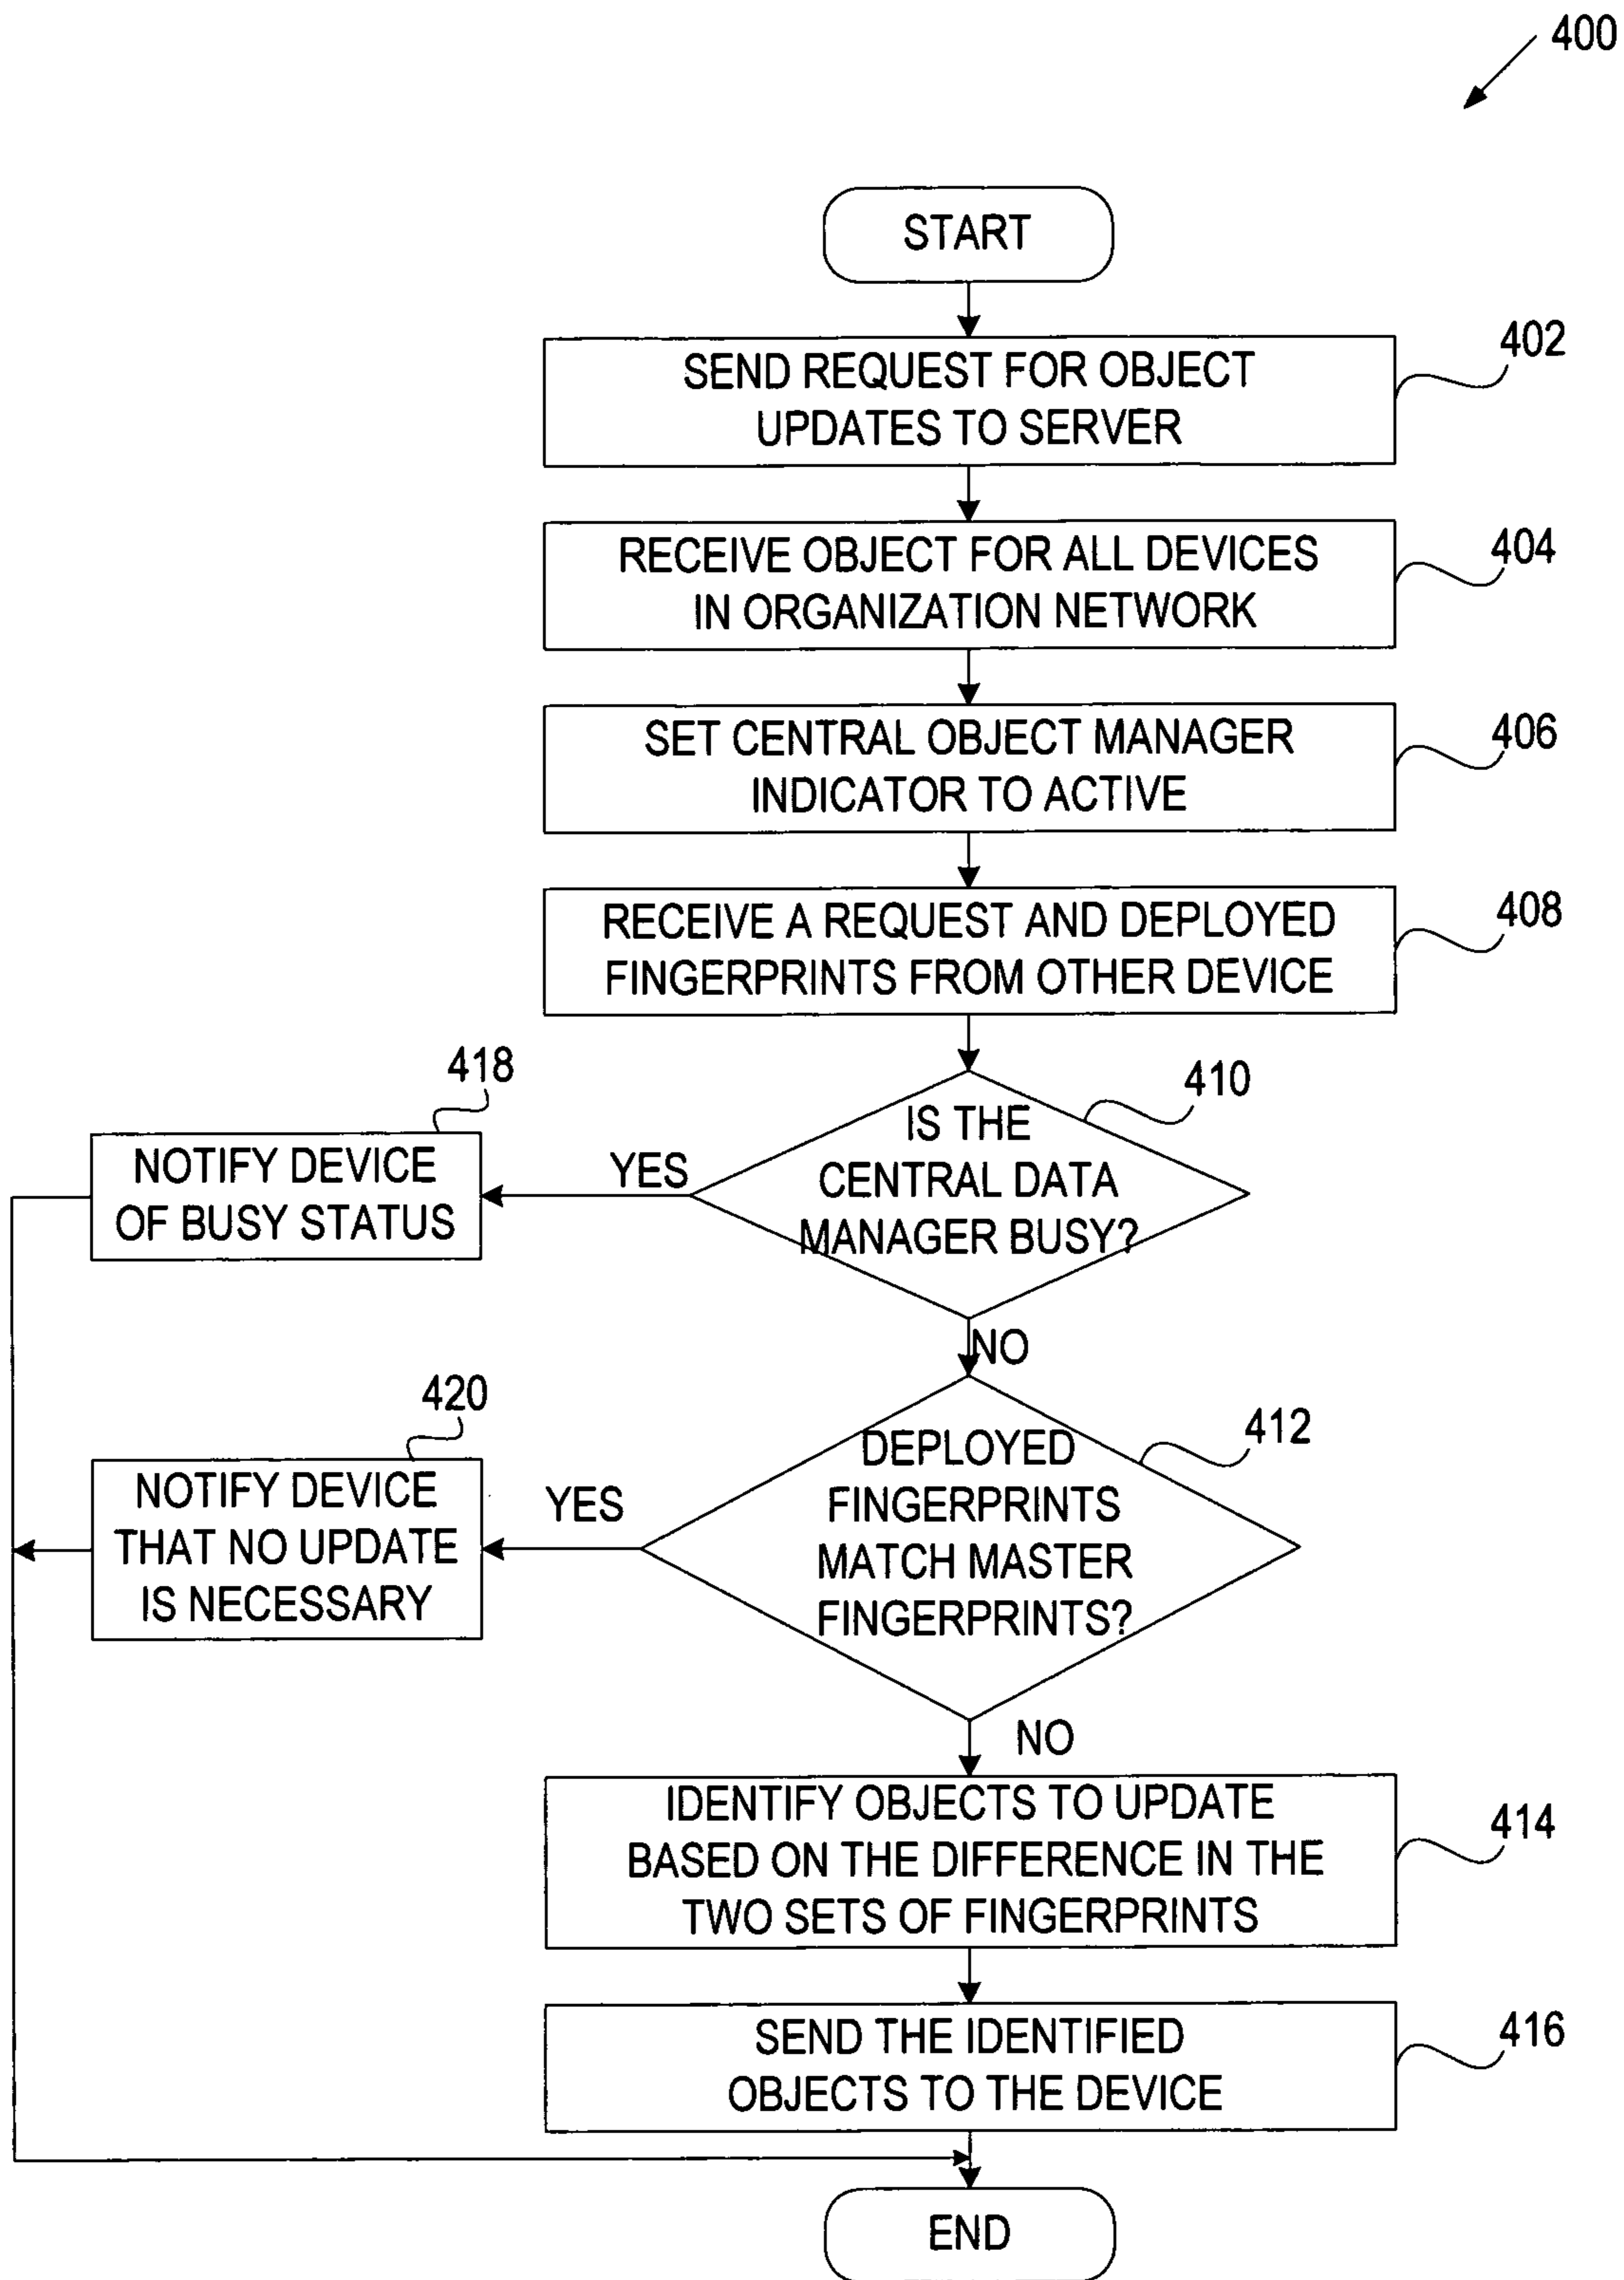 400
START
SEND REQUEST FOR OBJECT
UPDATES TO SERVER
402
RECEIVE OBJECT FOR ALL DEVICES
IN ORGANIZATION NETWORK
404
SET CENTRAL OBJECT MANAGER
INDICATOR TO ACTIVE
406
RECEIVE A REQUEST AND DEPLOYED
FINGERPRINTS FROM OTHER DEVICE
408
IS THE
CENTRAL DATA
MANAGER BUSY?
410
YES
418
NOTIFY DEVICE
OF BUSY STATUS
NO
DEPLOYED
FINGERPRINTS
MATCH MASTER
FINGERPRINTS?
412
YES
420
NOTIFY DEVICE
THAT NO UPDATE
IS NECESSARY
NO
IDENTIFY OBJECTS TO UPDATE
BASED ON THE DIFFERENCE IN THE
TWO SETS OF FINGERPRINTS
414
SEND THE IDENTIFIED
OBJECTS TO THE DEVICE
416
END